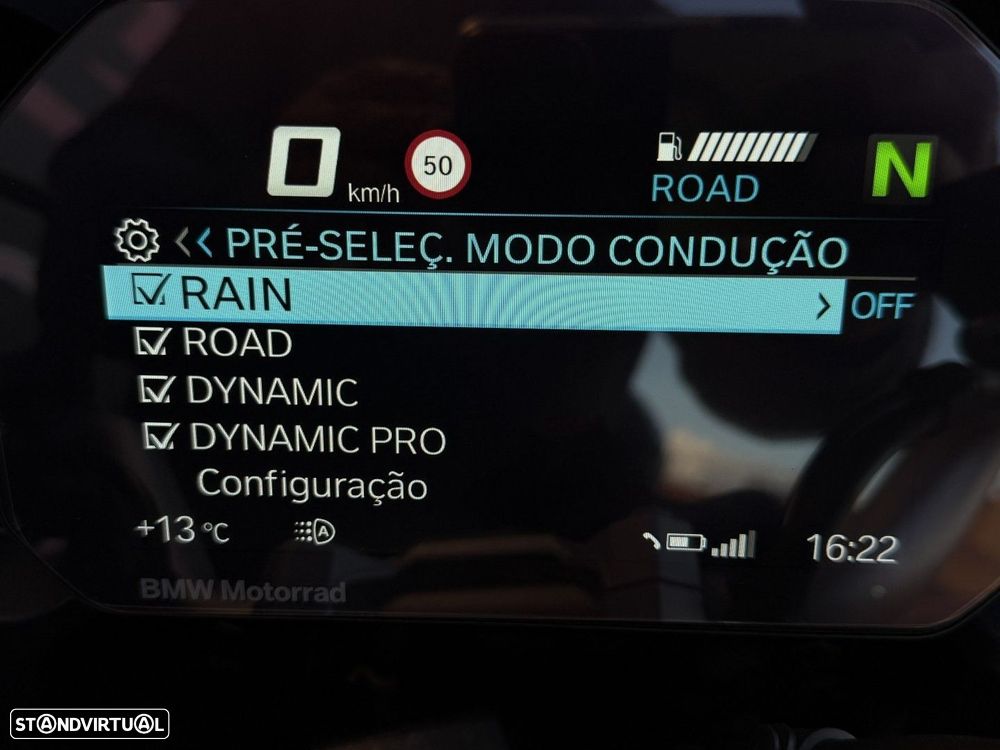 0 km/h 50 ROAD N
PRÉ-SELEÇ. MODO CONDUÇÃO
RAIN OFF
ROAD
DYNAMIC
DYNAMIC PRO
Configuração
+13 °C A 16:22
BMW Motorrad
STANDVIRTUAL